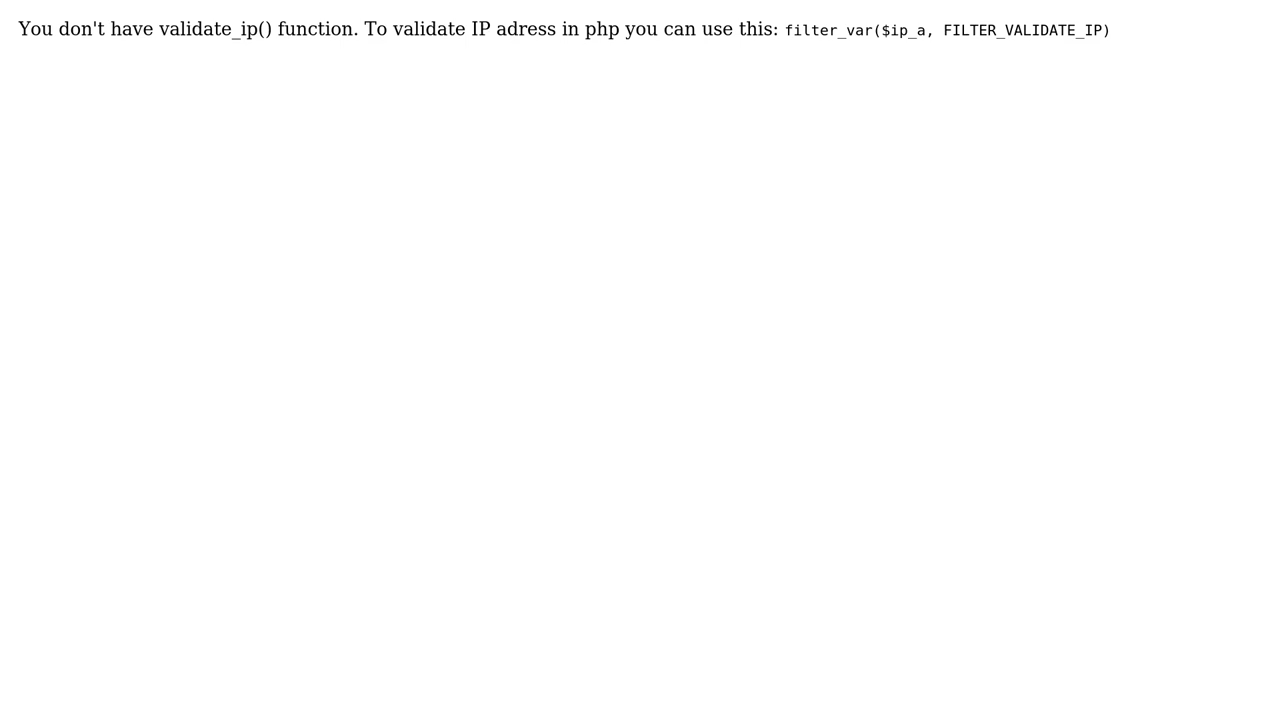 You don't have validate_ip() function. To validate IP adress in php you can use this: filter_var($ip_a, FILTER_VALIDATE_IP)